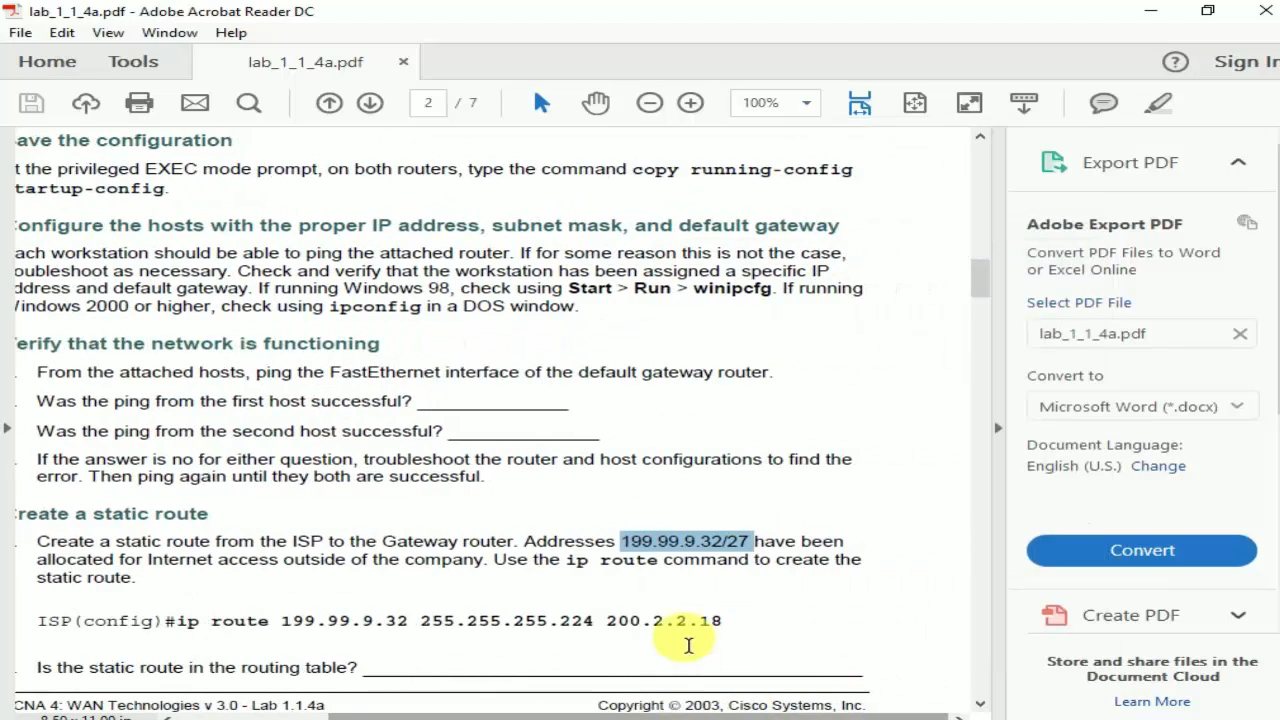 lab_1_1_4a.pdf - Adobe Acrobat Reader DC
File Edit View Window Help
Home Tools lab_1_1_4a.pdf × ? Sign In
2 / 7 100%
ave the configuration
t the privileged EXEC mode prompt, on both routers, type the command copy running-config
tartup-config.
onfigure the hosts with the proper IP address, subnet mask, and default gateway
ach workstation should be able to ping the attached router. If for some reason this is not the case,
oubleshoot as necessary. Check and verify that the workstation has been assigned a specific IP
ddress and default gateway. If running Windows 98, check using Start > Run > winipcfg. If running
indows 2000 or higher, check using ipconfig in a DOS window.
erify that the network is functioning
. From the attached hosts, ping the FastEthernet interface of the default gateway router.
. Was the ping from the first host successful? _______________
Was the ping from the second host successful? _______________
. If the answer is no for either question, troubleshoot the router and host configurations to find the
error. Then ping again until they both are successful.
reate a static route
. Create a static route from the ISP to the Gateway router. Addresses 199.99.9.32/27 have been
allocated for Internet access outside of the company. Use the ip route command to create the
static route.
ISP(config)#ip route 199.99.9.32 255.255.255.224 200.2.2.18
. Is the static route in the routing table? _______________
CNA 4: WAN Technologies v 3.0 - Lab 1.1.4a Copyright © 2003, Cisco Systems, Inc.
8.50 x 11.00 in
Export PDF
Adobe Export PDF
Convert PDF Files to Word
or Excel Online
Select PDF File
lab_1_1_4a.pdf
Convert to
Microsoft Word (*.docx)
Document Language:
English (U.S.) Change
Convert
Create PDF
Store and share files in the
Document Cloud
Learn More